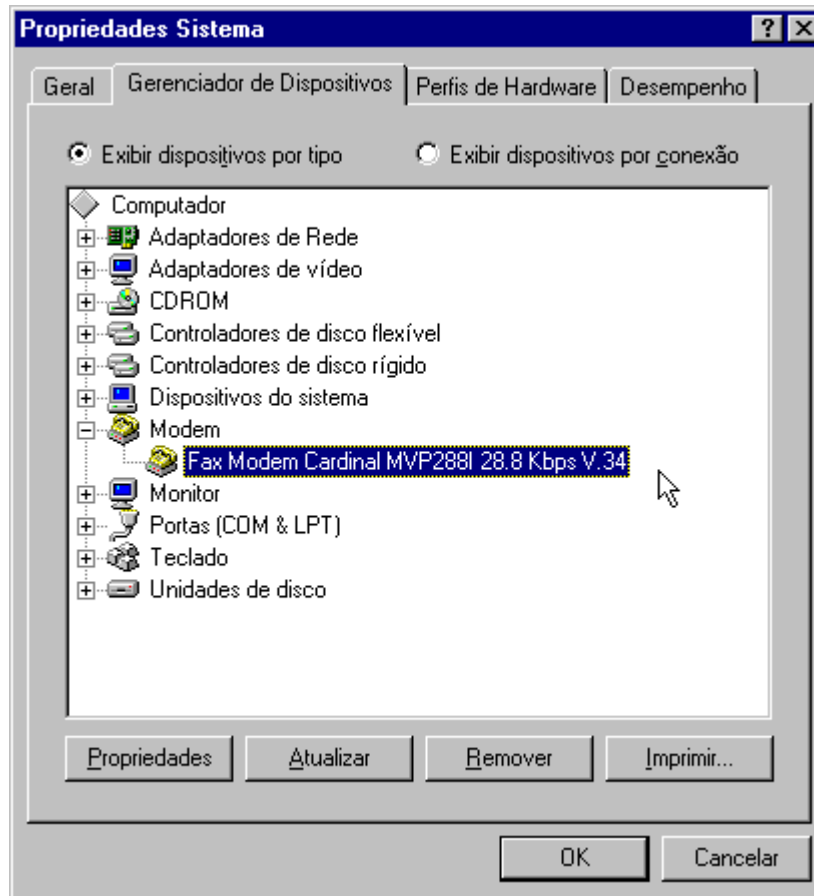 Propriedades Sistema
Geral Gerenciador de Dispositivos Perfis de Hardware Desempenho
Exibir dispositivos por tipo Exibir dispositivos por conexão
Computador
Adaptadores de Rede
Adaptadores de vídeo
CDROM
Controladores de disco flexível
Controladores de disco rígido
Dispositivos do sistema
Modem
Fax Modem Cardinal MVP288I 28.8 Kbps V.34
Monitor
Portas (COM & LPT)
Teclado
Unidades de disco
Propriedades Atualizar Remover Imprimir...
OK Cancelar